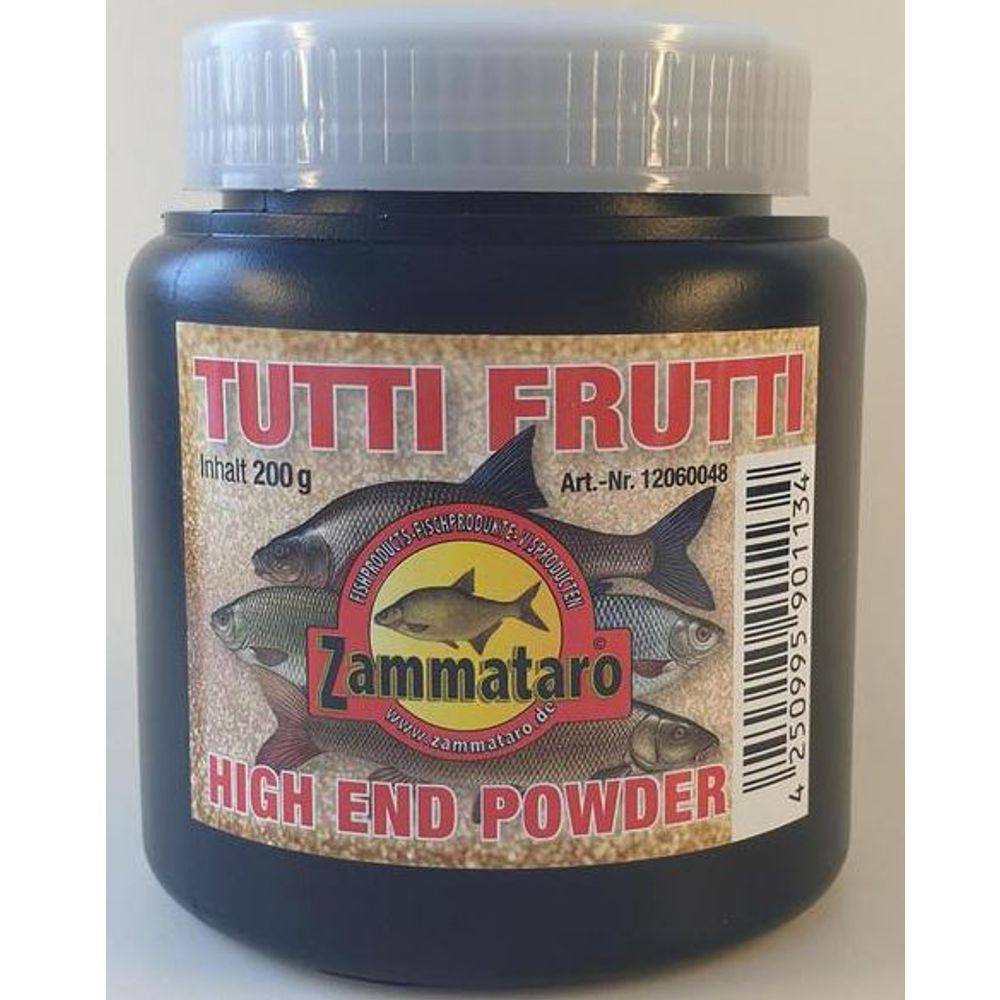 TUTTI FRUTTI
Inhalt 200 g
Art.-Nr. 12060048
FISHPRODUCTS-FISCHPRODUKTE-VISPRODUCTEN
Zammataro©
www.zammataro.de
HIGH END POWDER
4 250995 901134